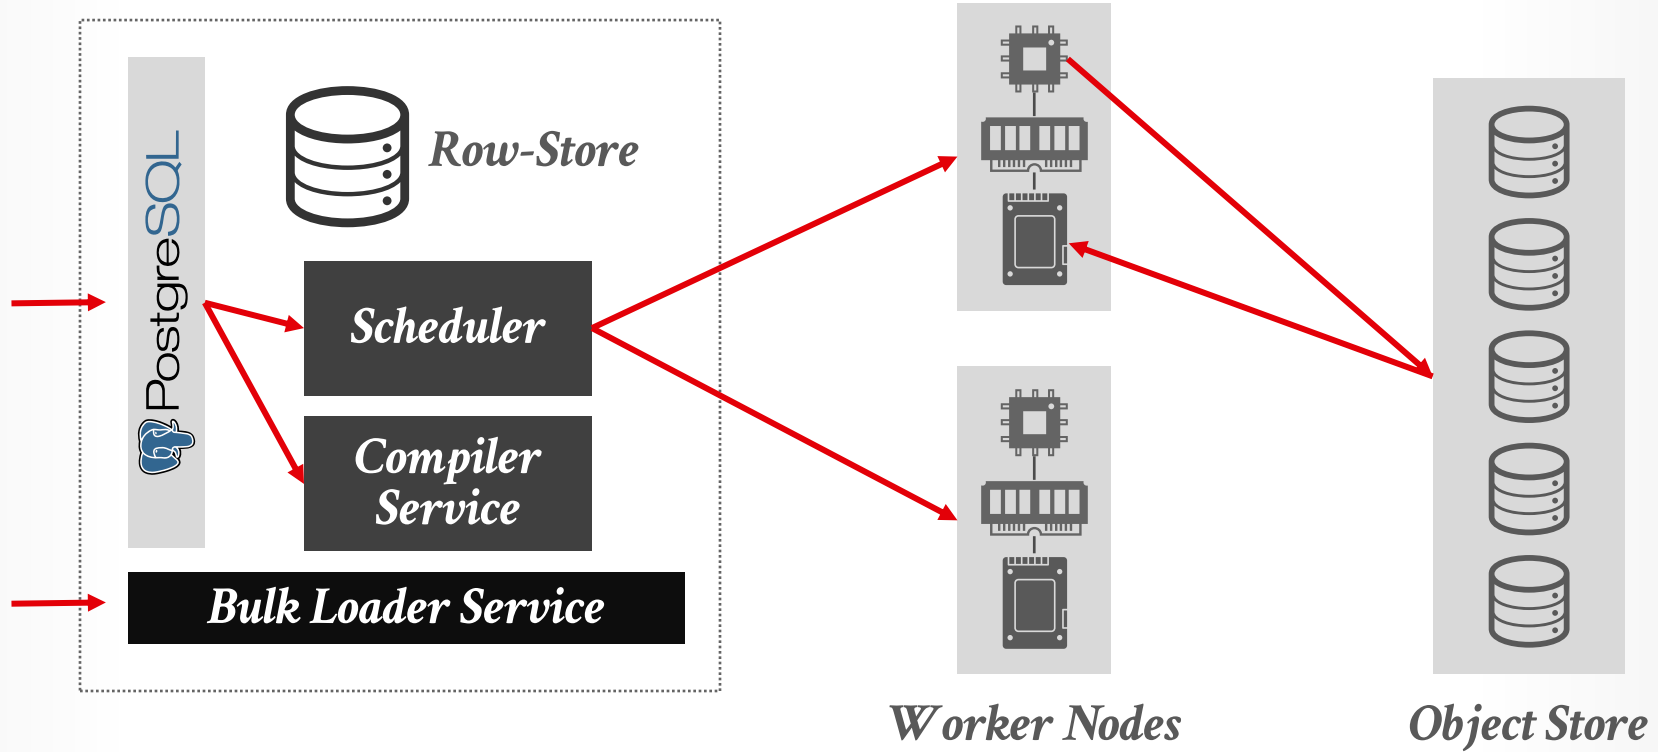 PostgreSQL
Row-Store
Scheduler
Compiler
Service
Bulk Loader Service
Worker Nodes
Object Store